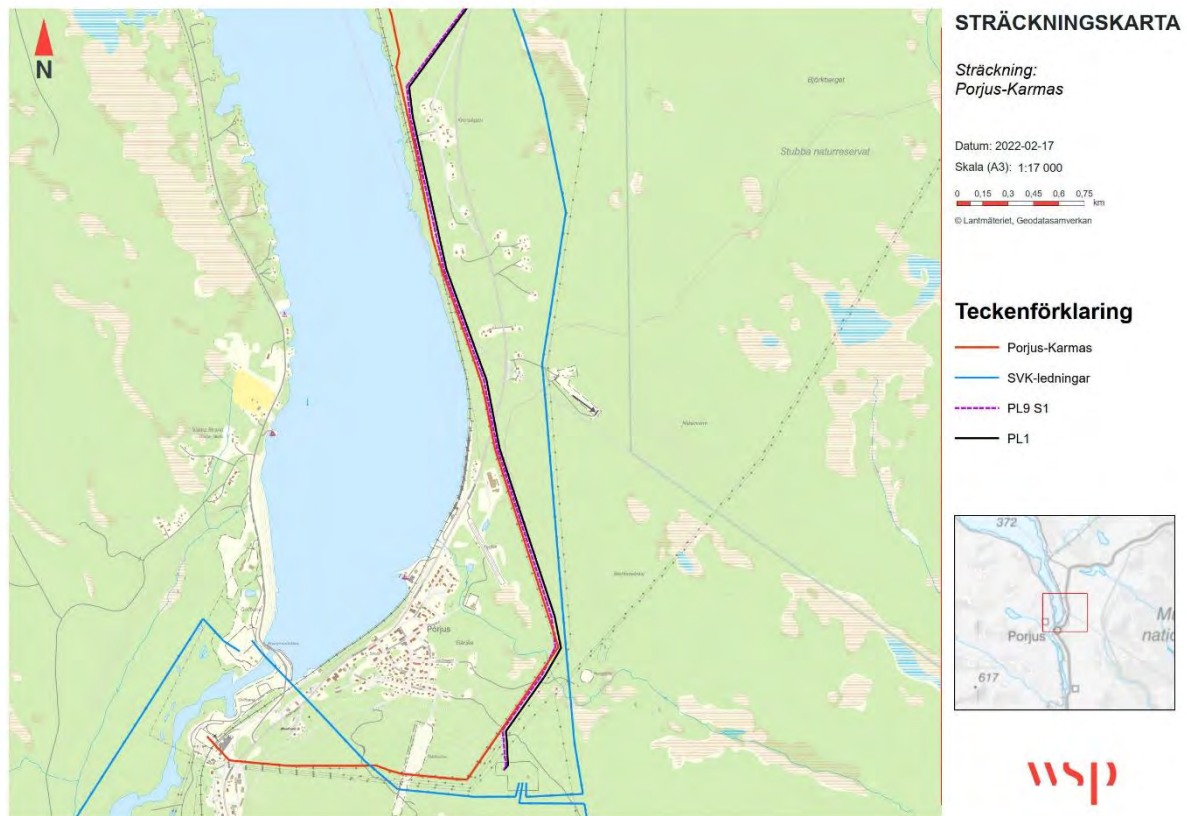 N
Björkberget
Stubba naturreservat
Porjus
STRÄCKNINGSKARTA
Sträckning:
Porjus-Karmas
Datum: 2022-02-17
Skala (A3): 1:17 000
0 0,15 0,3 0,45 0,6 0,75
km
© Lantmäteriet, Geodatasamverkan
Teckenförklaring
Porjus-Karmas
SVK-ledningar
PL9 S1
PL1
372
Porjus
617
wsp